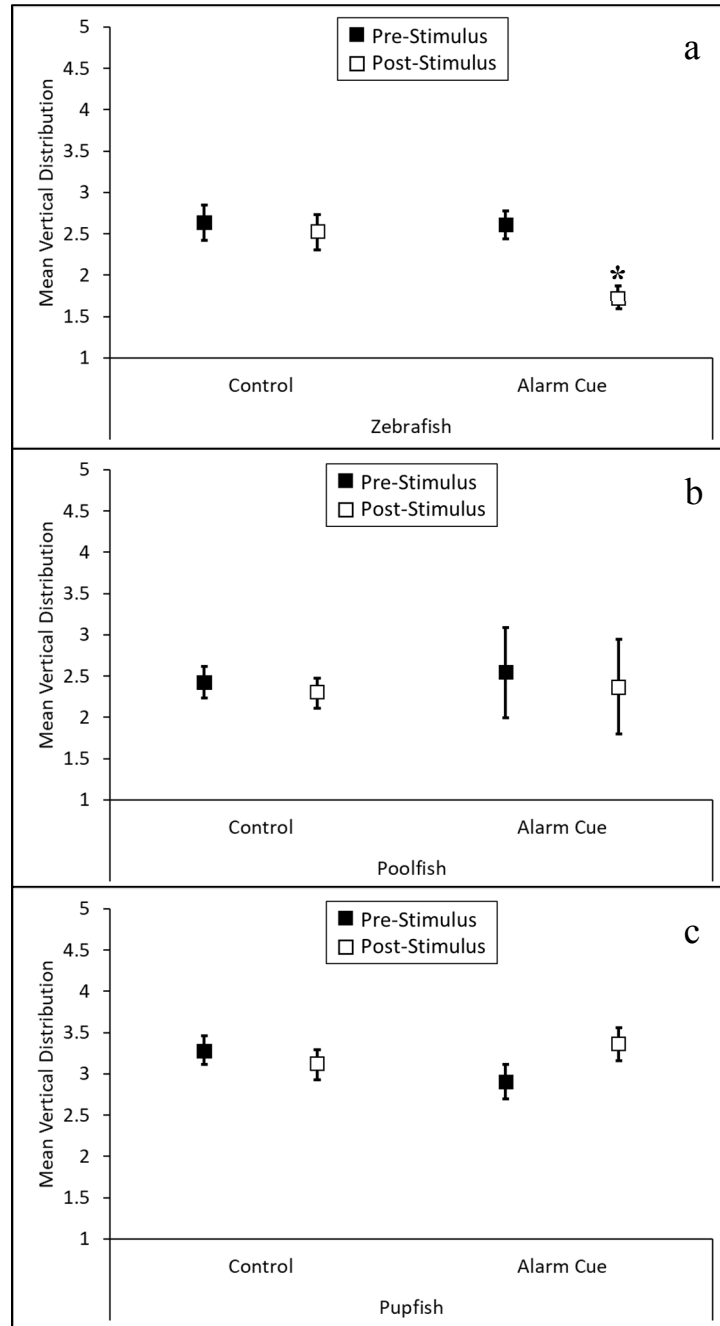 Pre-Stimulus
Post-Stimulus
a
5
4.5
4
3.5
3
2.5
2
1.5
1
Mean Vertical Distribution
*
Control
Alarm Cue
Zebrafish
Pre-Stimulus
Post-Stimulus
b
5
4.5
4
3.5
3
2.5
2
1.5
1
Mean Vertical Distribution
Control
Alarm Cue
Poolfish
Pre-Stimulus
Post-Stimulus
c
5
4.5
4
3.5
3
2.5
2
1.5
1
Mean Vertical Distribution
Control
Alarm Cue
Pupfish